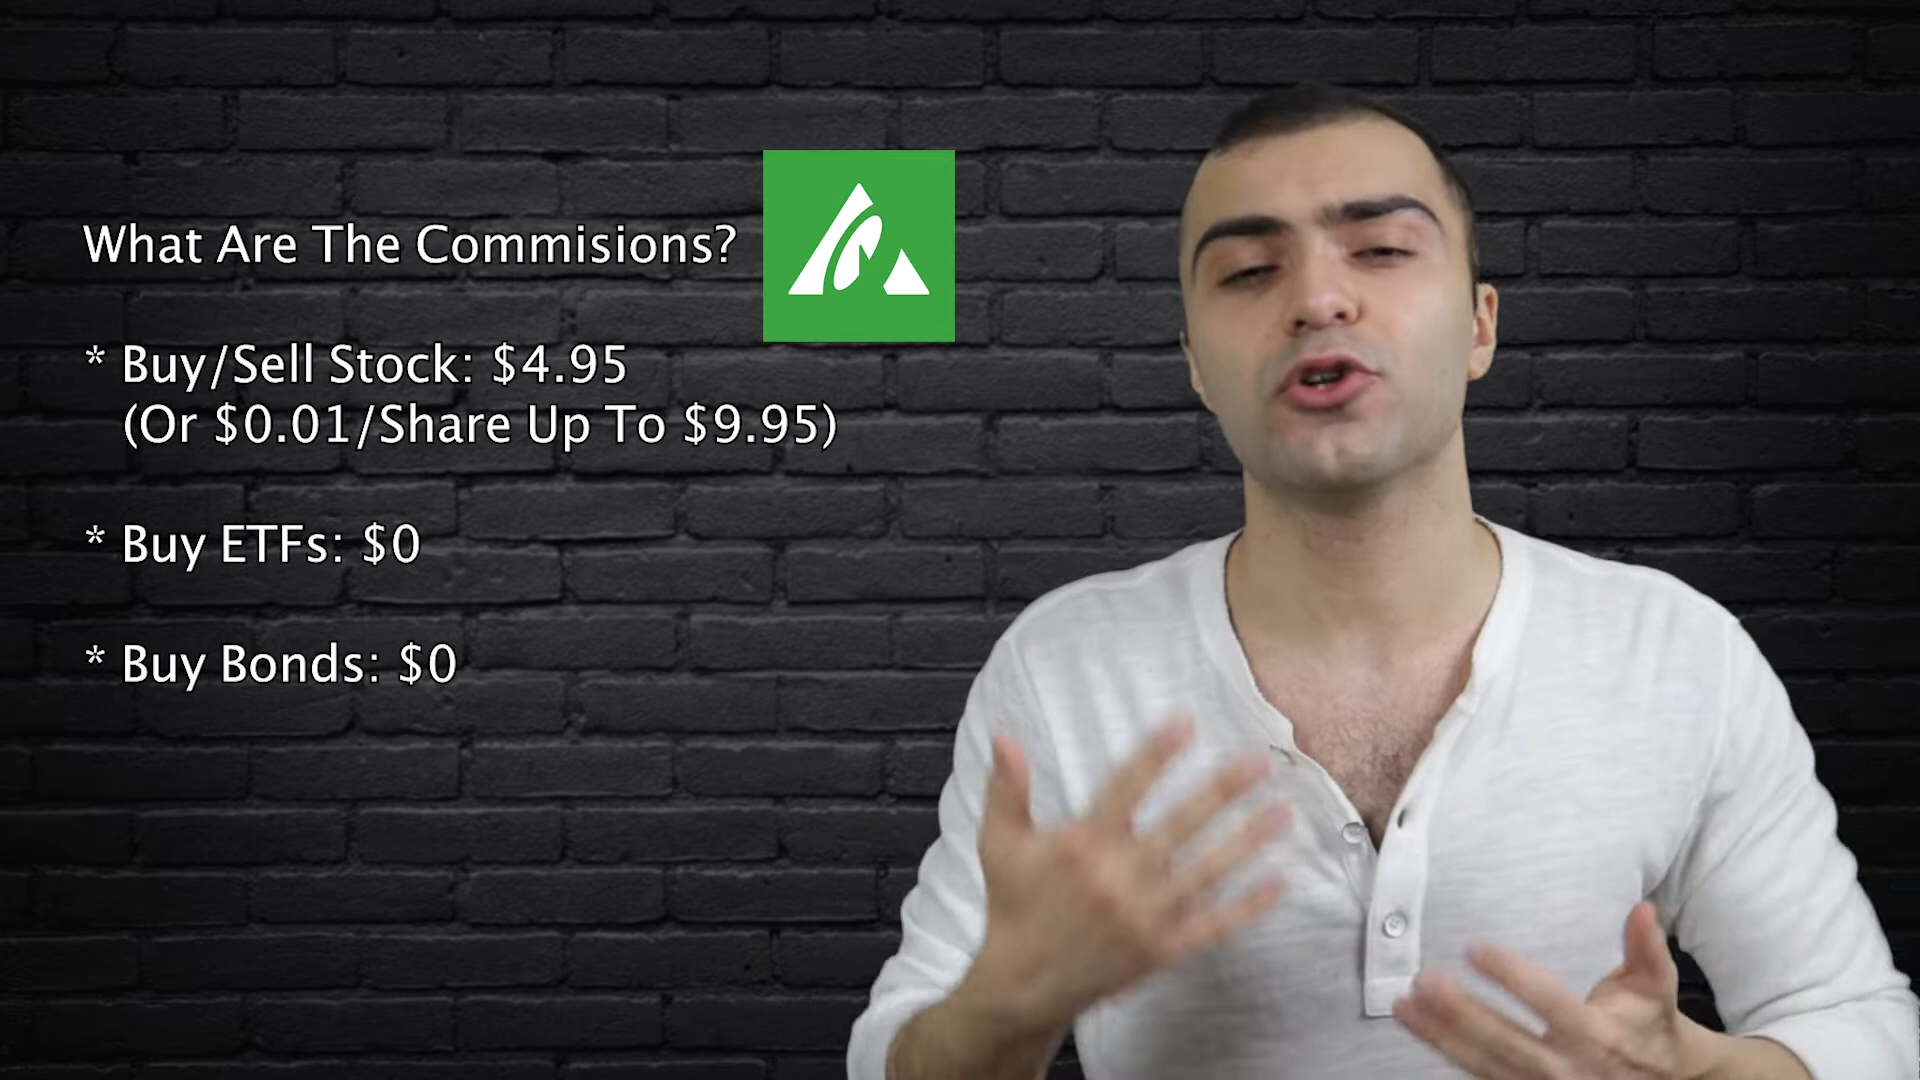 What Are The Commisions?
* Buy/Sell Stock: $4.95
(Or $0.01/Share Up To $9.95)
* Buy ETFs: $0
* Buy Bonds: $0